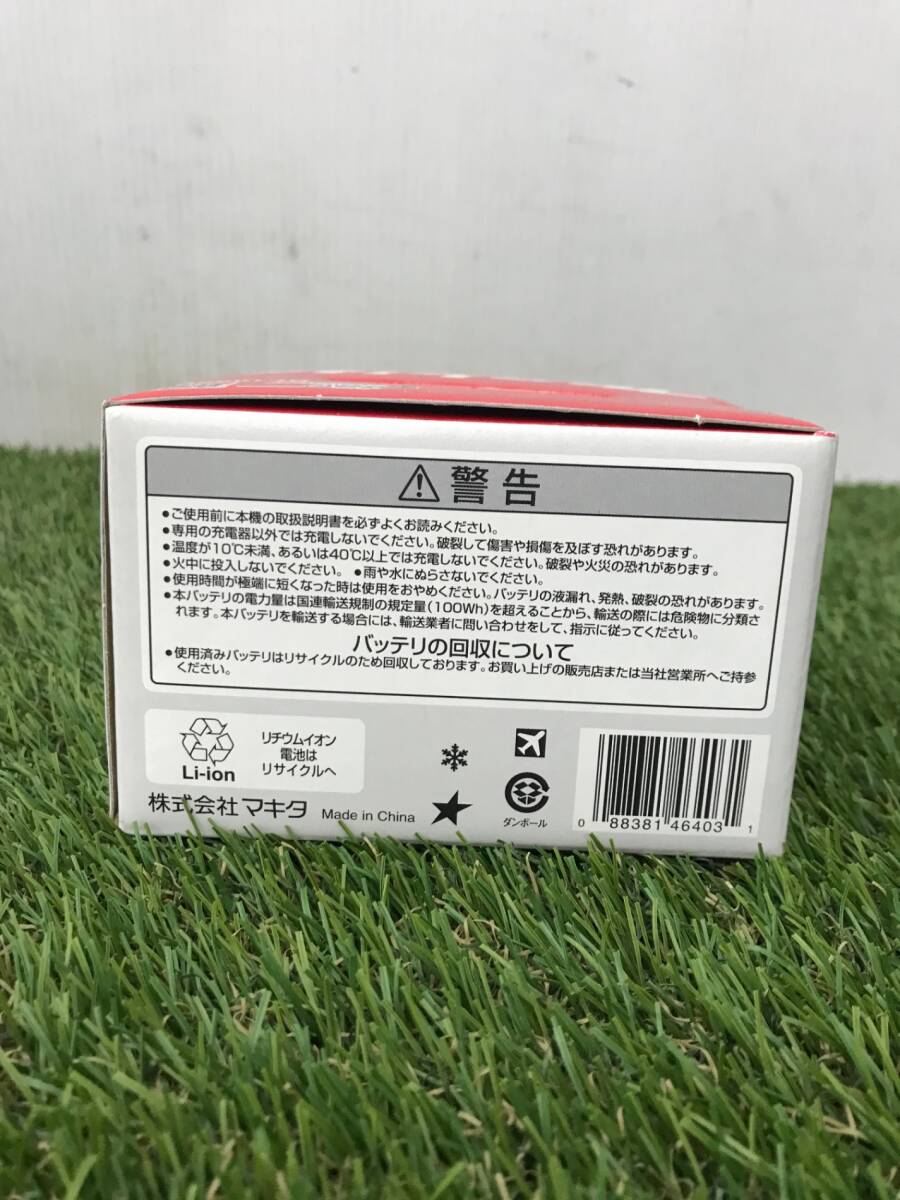 警告
●ご使用前に本機の取扱説明書を必ずよくお読みください。
●専用の充電器以外では充電しないでください。破裂して傷害や損傷を及ぼす恐れがあります。
●温度が10℃未満、あるいは40℃以上では充電しないでください。破裂や火災の恐れがあります。
●火中に投入しないでください。 ●雨や水にぬらさないでください。
●使用時間が極端に短くなった時は使用をおやめください。バッテリの液漏れ、発熱、破裂の恐れがあります。
●本バッテリの電力量は国連輸送規制の規定量(100Wh)を超えることから、輸送の際には危険物に分類さ
れます。本バッテリを輸送する場合には、輸送業者に問い合わせをして、指示に従ってください。
バッテリの回収について
●使用済みバッテリはリサイクルのため回収しております。お買い上げの販売店または当社営業所へご持参
ください。
Li-ion
リチウムイオン
電池は
リサイクルへ
株式会社マキタ
Made in China
ダンボール
0 88381 46403 1